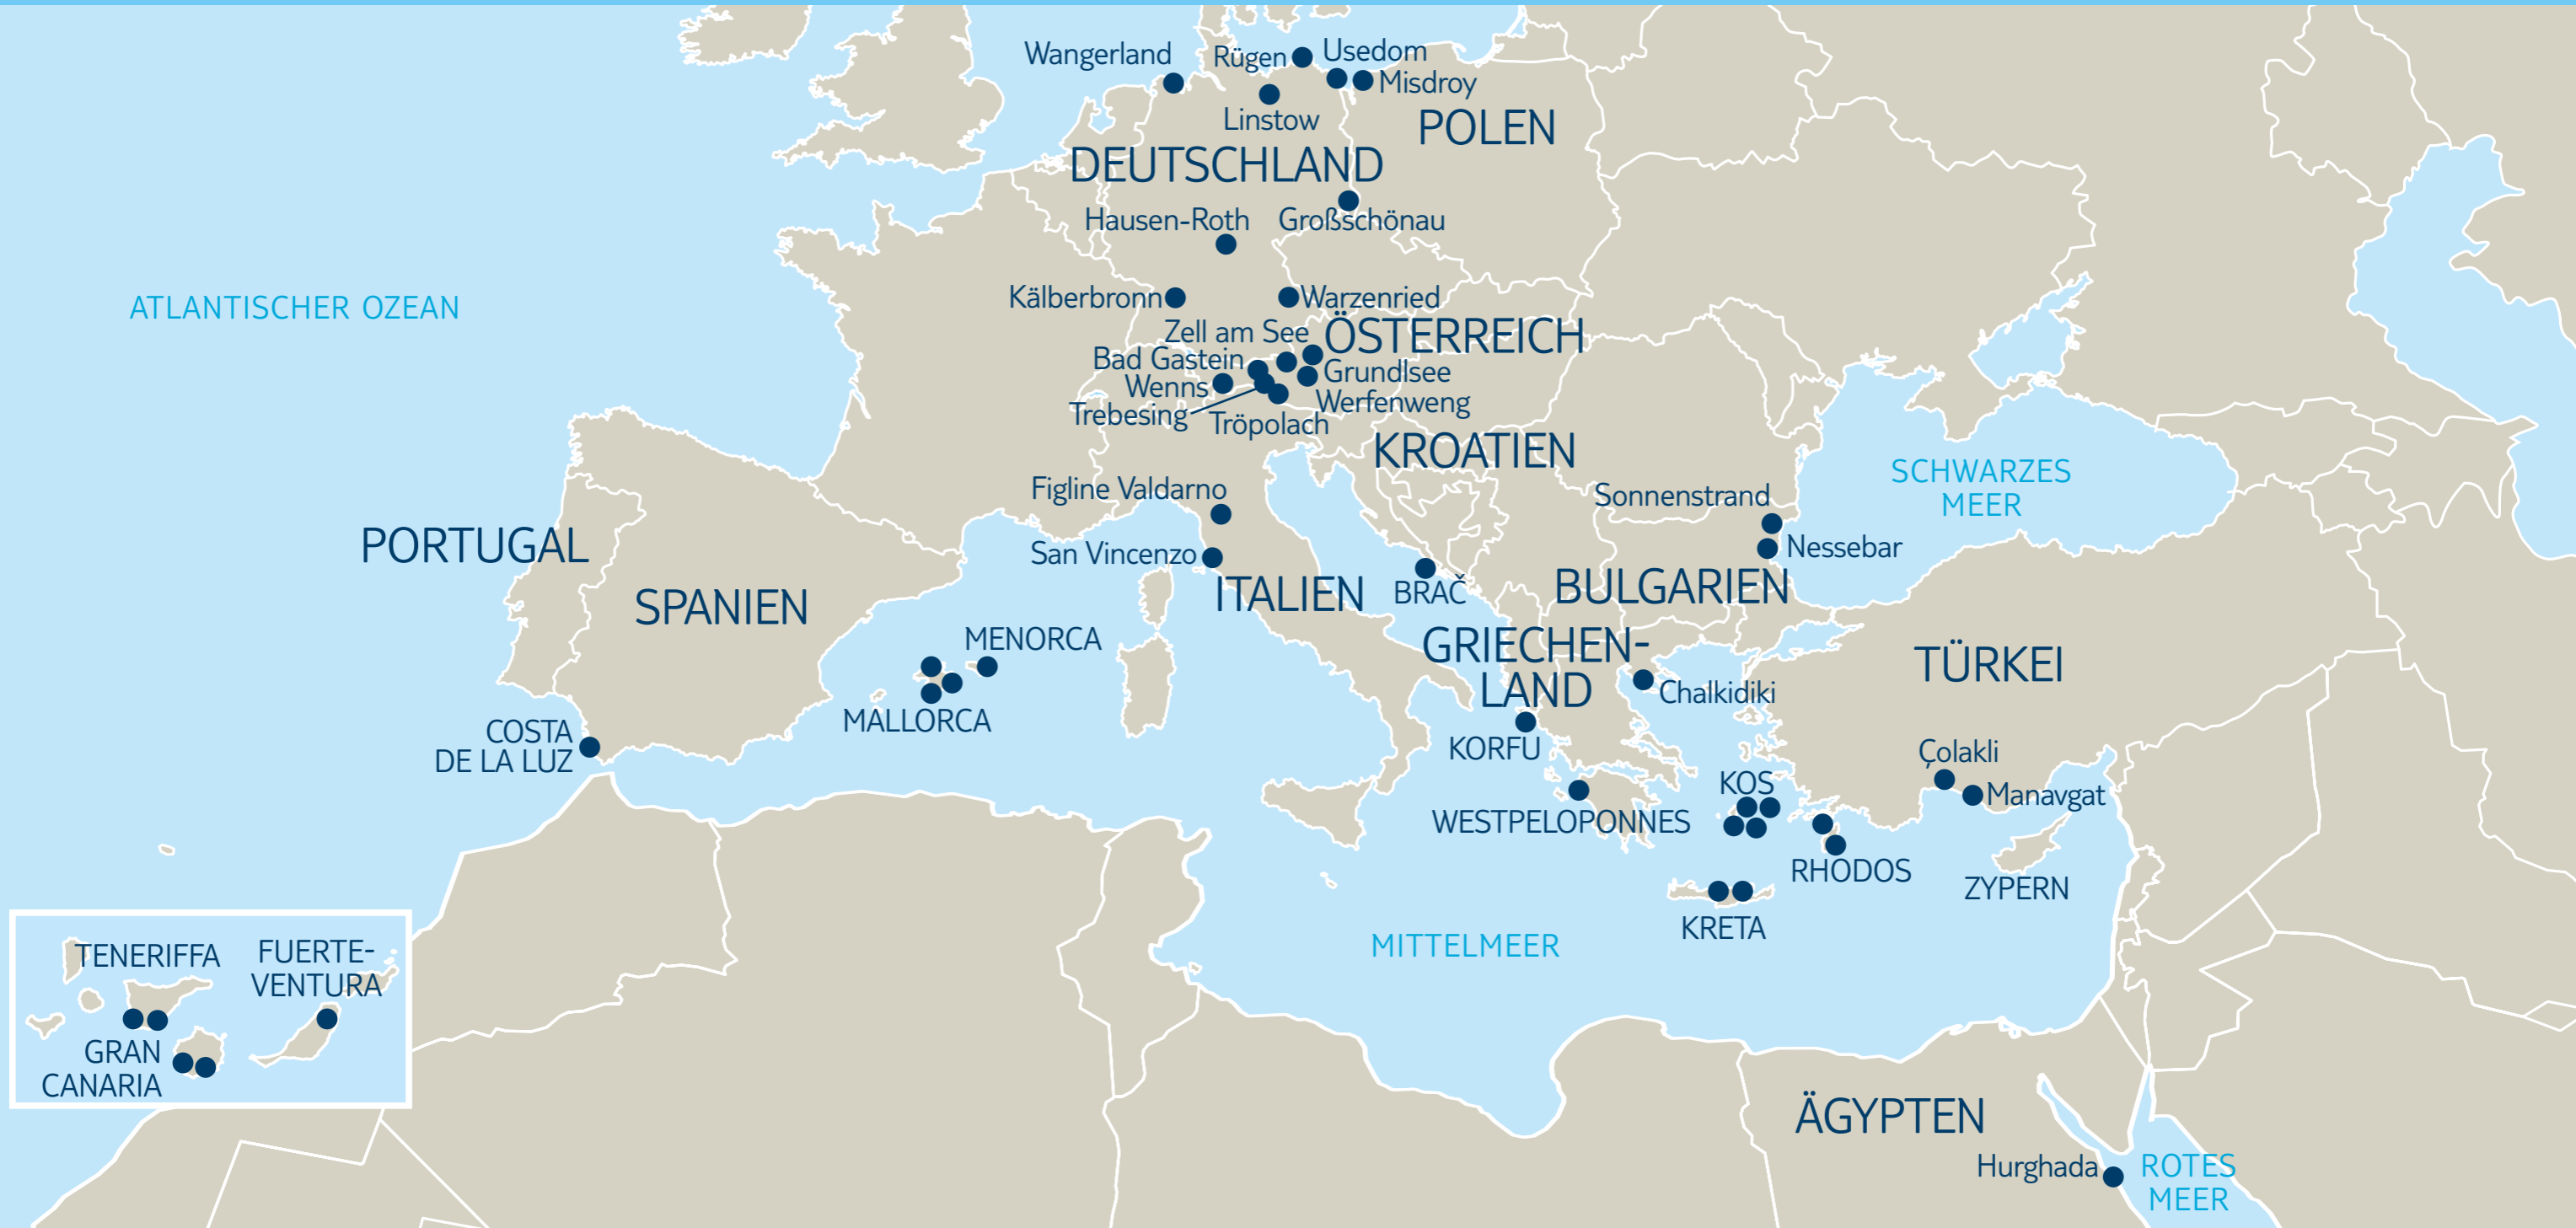 Wangerland
Rügen
Usedom
Misdroy
Linstow
POLEN
DEUTSCHLAND
Hausen-Roth
Großschönau
ATLANTISCHER OZEAN
Kälberbronn
Warzenried
Zell am See
ÖSTERREICH
Bad Gastein
Grundlsee
Wenns
Werfenweng
Trebesing
Tröpolach
KROATIEN
SCHWARZES
MEER
Figline Valdarno
Sonnenstrand
PORTUGAL
San Vincenzo
Nessebar
SPANIEN
ITALIEN
BRAČ
BULGARIEN
MENORCA
GRIECHEN-
LAND
TÜRKEI
Chalkidiki
MALLORCA
COSTA
DE LA LUZ
KORFU
Çolakli
KOS
Manavgat
WESTPELOPONNES
RHODOS
ZYPERN
KRETA
MITTELMEER
TENERIFFA
FUERTE-
VENTURA
GRAN
CANARIA
ÄGYPTEN
Hurghada
ROTES
MEER